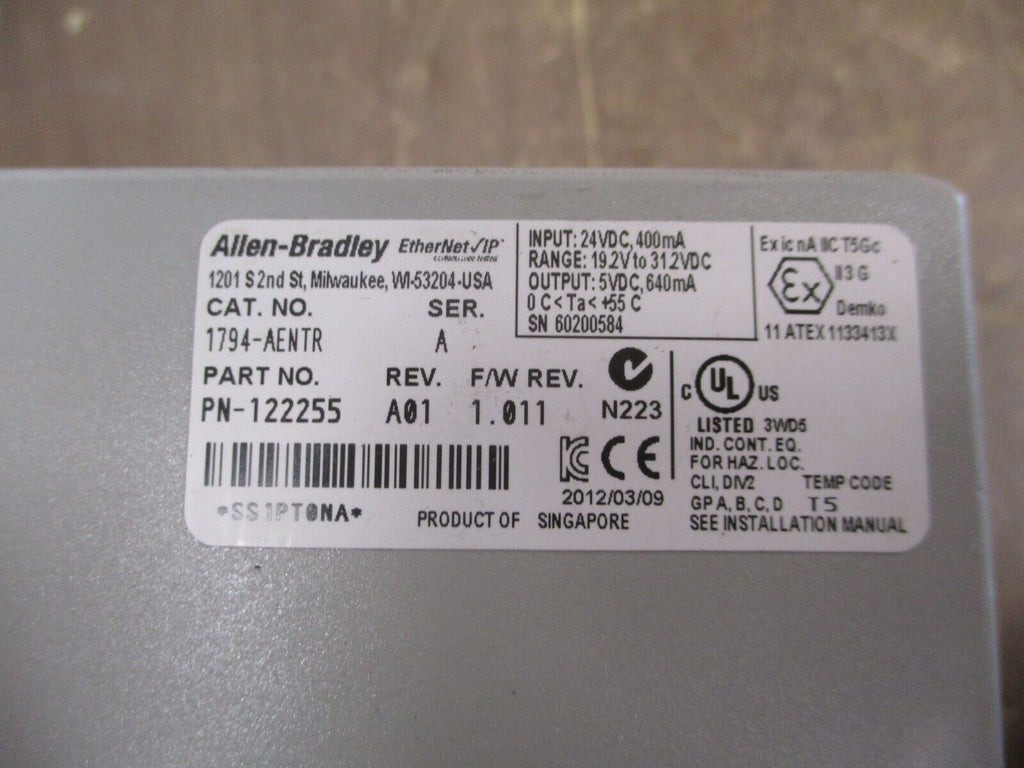 Allen-Bradley EtherNet/IP
1201 S 2nd St, Milwaukee, WI-53204-USA
CAT. NO. SER.
1794-AENTR A
PART NO. REV. F/W REV.
PN-122255 A01 1.011
*SS1PT0NA*
PRODUCT OF SINGAPORE
INPUT: 24VDC, 400mA
RANGE: 19.2V to 31.2VDC
OUTPUT: 5VDC, 640mA
0 C < Ta < +55 C
SN 60200584
Ex ic nA IIC T5 Gc
Ex II 3 G
Demko
11 ATEX 1133413X
N223
CE
2012/03/09
C UL US
LISTED 3WD5
IND. CONT. EQ.
FOR HAZ. LOC.
CLI, DIV2 TEMP CODE
GP A, B, C, D T5
SEE INSTALLATION MANUAL